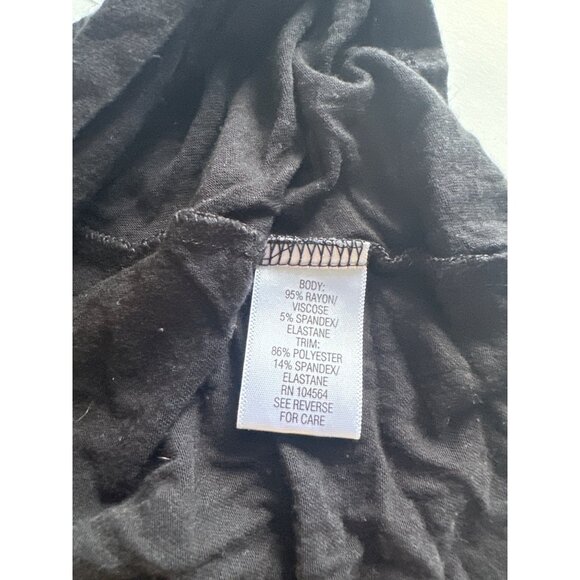 BODY:
95% RAYON/
VISCOSE
5% SPANDEX/
ELASTANE
TRIM:
86% POLYESTER
14% SPANDEX/
ELASTANE
RN 104564
SEE REVERSE
FOR CARE